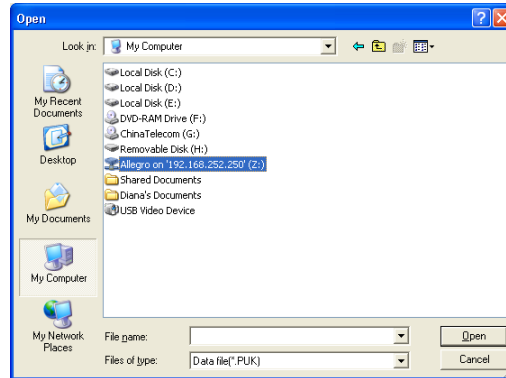 Open
Look in: My Computer
Local Disk (C:)
Local Disk (D:)
Local Disk (E:)
DVD-RAM Drive (F:)
ChinaTelecom (G:)
Removable Disk (H:)
Allegro on '192.168.252.250' (Z:)
Shared Documents
Diana's Documents
USB Video Device
My Recent
Documents
Desktop
My Documents
My Computer
My Network
Places
File name:
Open
Files of type: Data file(*.PUK)
Cancel